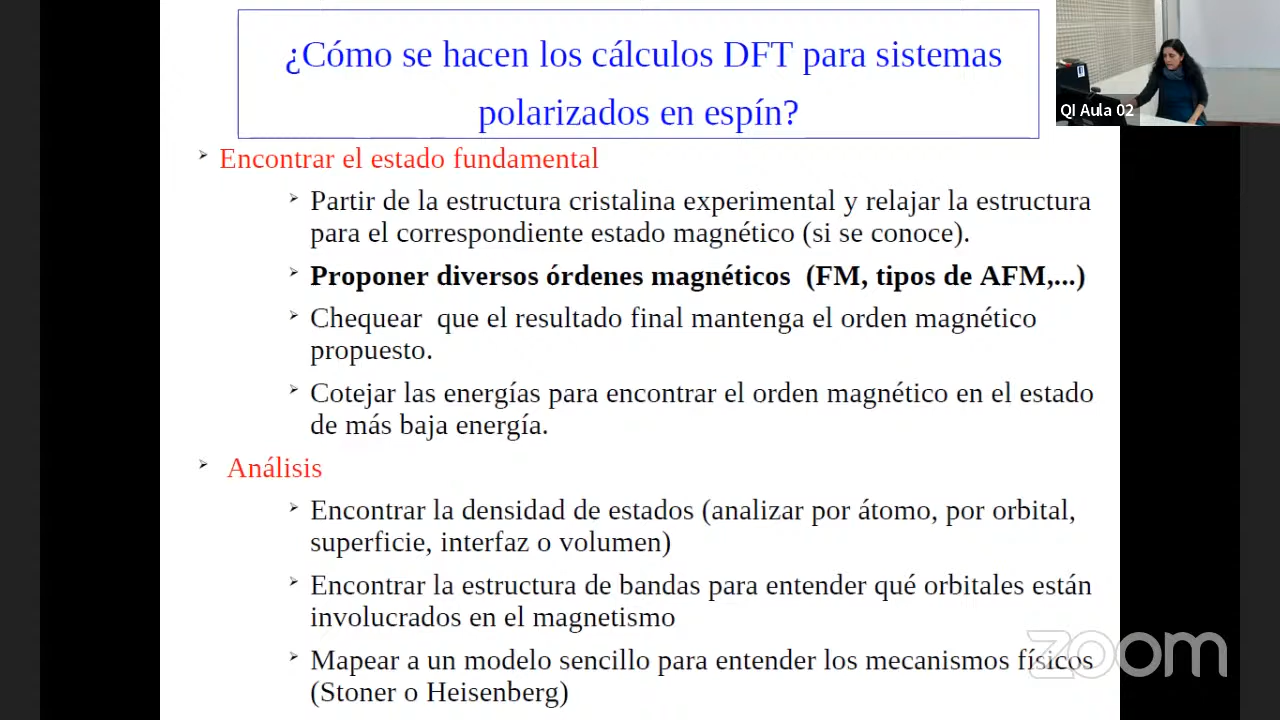 ¿Cómo se hacen los cálculos DFT para sistemas
polarizados en espín?
QI Aula 02
Encontrar el estado fundamental
Partir de la estructura cristalina experimental y relajar la estructura
para el correspondiente estado magnético (si se conoce).
Proponer diversos órdenes magnéticos (FM, tipos de AFM,...)
Chequear que el resultado final mantenga el orden magnético
propuesto.
Cotejar las energías para encontrar el orden magnético en el estado
de más baja energía.
Análisis
Encontrar la densidad de estados (analizar por átomo, por orbital,
superficie, interfaz o volumen)
Encontrar la estructura de bandas para entender qué orbitales están
involucrados en el magnetismo
Mapear a un modelo sencillo para entender los mecanismos físicos
(Stoner o Heisenberg)
zoom